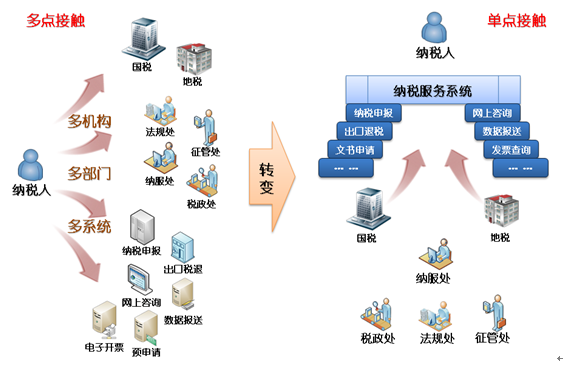 多点接触
单点接触
国税
地税
多机构
法规处
征管处
纳税人
多部门
纳服处
税政处
多系统
纳税申报
出口税退
网上咨询
数据报送
电子开票
预申请
转变
纳税人
纳税服务系统
纳税申报
网上咨询
出口退税
数据报送
文书申请
发票查询
... ...
... ...
国税
地税
纳服处
税政处
法规处
征管处